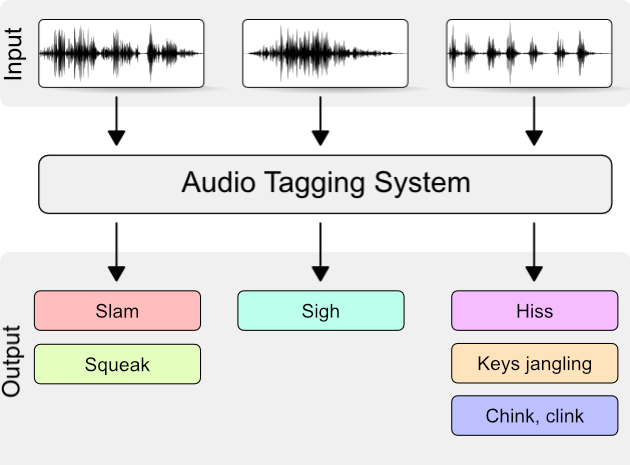 Input
Audio Tagging System
Output
Slam
Sigh
Hiss
Squeak
Keys jangling
Chink, clink